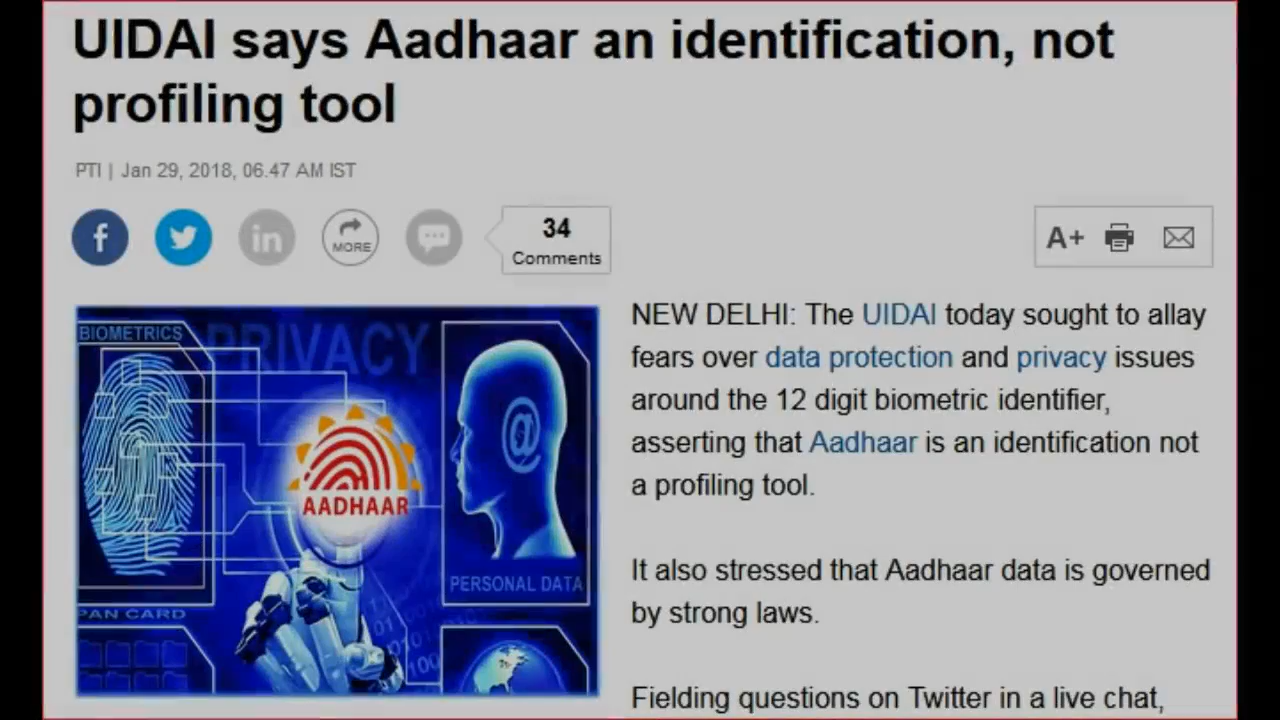 UIDAI says Aadhaar an identification, not
profiling tool
PTI | Jan 29, 2018, 06.47 AM IST
f
in
MORE
34
Comments
A+
BIOMETRICS
PRIVACY
@
AADHAAR
PERSONAL DATA
PAN CARD
NEW DELHI: The UIDAI today sought to allay
fears over data protection and privacy issues
around the 12 digit biometric identifier,
asserting that Aadhaar is an identification not
a profiling tool.
It also stressed that Aadhaar data is governed
by strong laws.
Fielding questions on Twitter in a live chat,